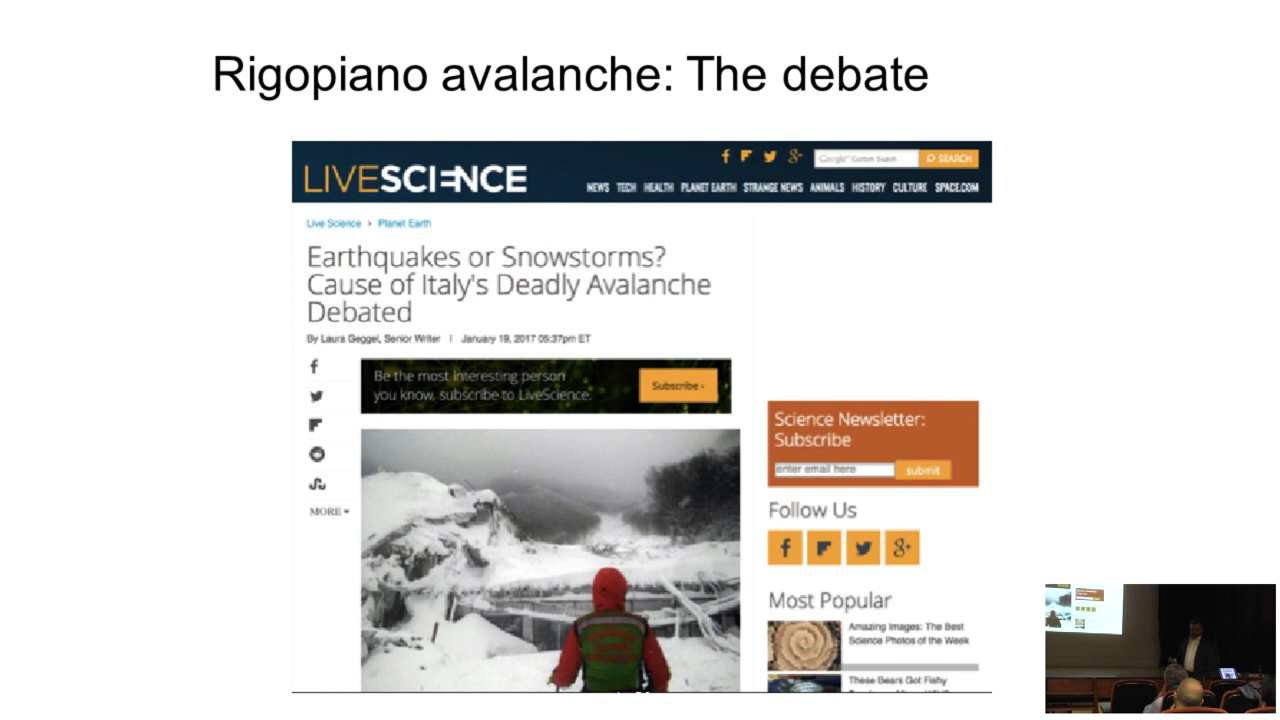 Rigopiano avalanche: The debate
LIVESCIENCE
Google Custom Search
SEARCH
NEWS TECH HEALTH PLANET EARTH STRANGE NEWS ANIMALS HISTORY CULTURE SPACE.COM
Live Science › Planet Earth
Earthquakes or Snowstorms?
Cause of Italy's Deadly Avalanche
Debated
By Laura Geggel, Senior Writer | January 19, 2017 05:37pm ET
MORE
Be the most interesting person
you know, subscribe to LiveScience.
Subscribe ›
Science Newsletter:
Subscribe
enter email here
submit
Follow Us
Most Popular
Amazing Images: The Best
Science Photos of the Week
These Bears Got Fishy